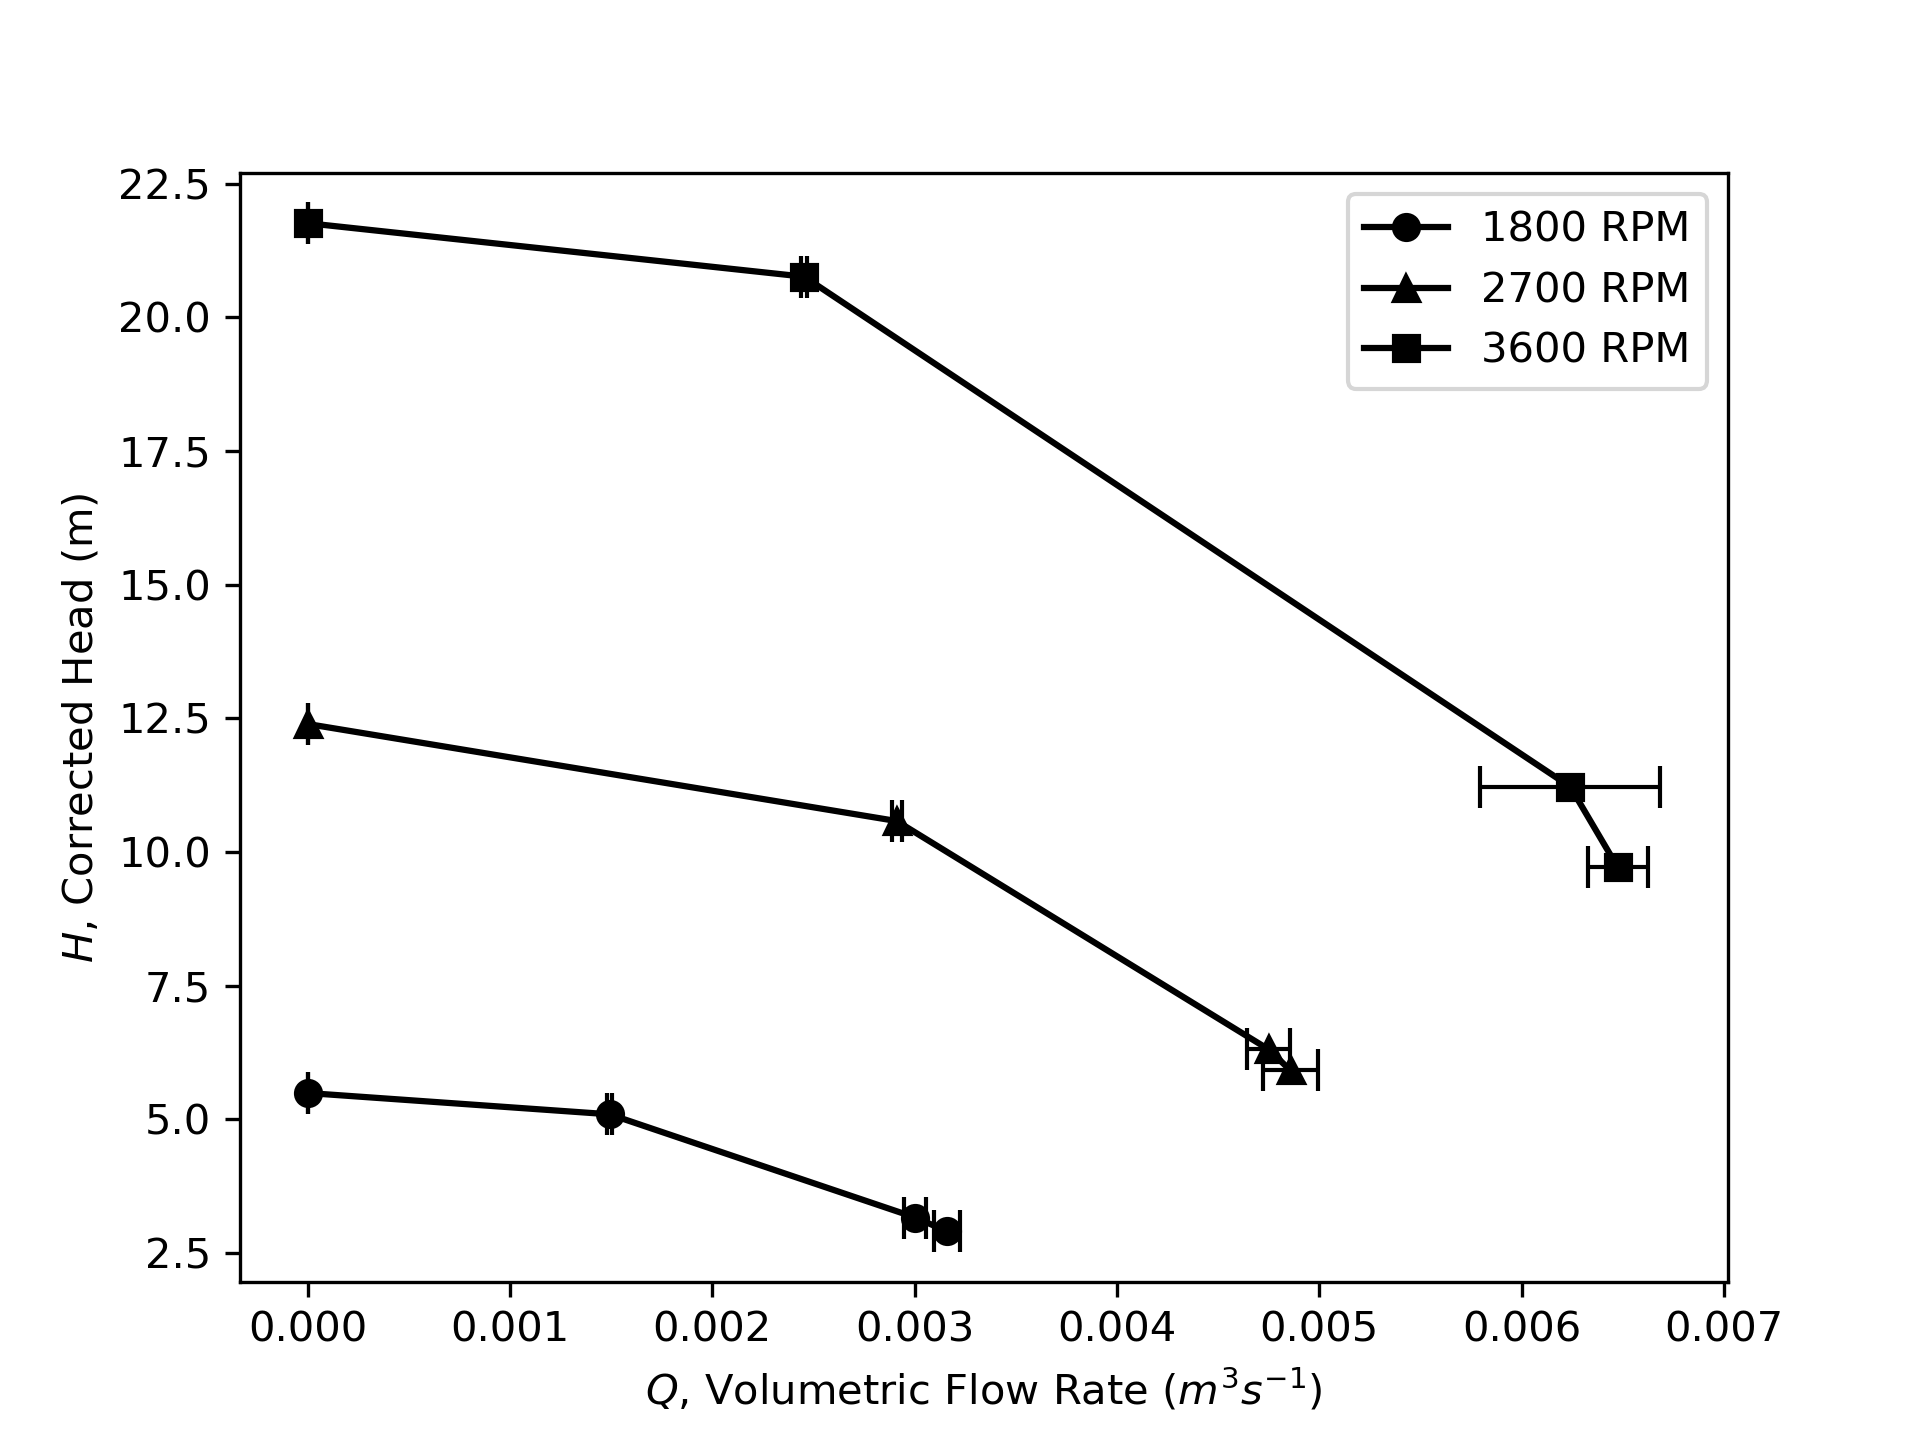 22.5
20.0
17.5
15.0
12.5
10.0
7.5
5.0
2.5
H, Corrected Head (m)
1800 RPM
2700 RPM
3600 RPM
0.000 0.001 0.002 0.003 0.004 0.005 0.006 0.007
Q, Volumetric Flow Rate (m³s⁻¹)